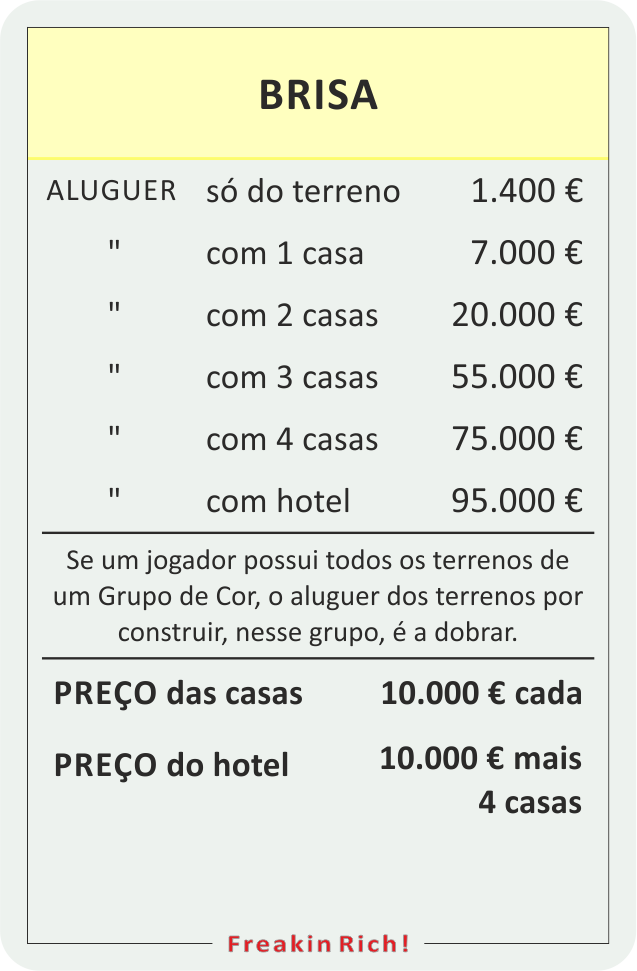 BRISA
ALUGUER só do terreno 1.400 €
" com 1 casa 7.000 €
" com 2 casas 20.000 €
" com 3 casas 55.000 €
" com 4 casas 75.000 €
" com hotel 95.000 €
Se um jogador possui todos os terrenos de
um Grupo de Cor, o aluguer dos terrenos por
construir, nesse grupo, é a dobrar.
PREÇO das casas 10.000 € cada
PREÇO do hotel 10.000 € mais
4 casas
Freakin Rich!